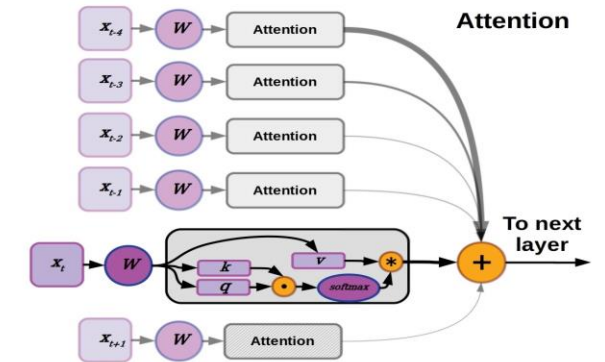 Attention
x_{t-4} W Attention
x_{t-3} W Attention
x_{t-2} W Attention
x_{t-1} W Attention
To next
layer
x_t W k q v • softmax * +
x_{t+1} W Attention